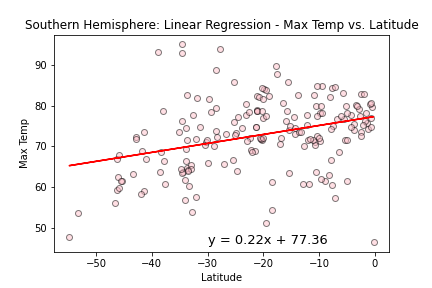 Southern Hemisphere: Linear Regression - Max Temp vs. Latitude
Max Temp
90
80
70
60
50
y = 0.22x + 77.36
−50
−40
−30
−20
−10
0
Latitude